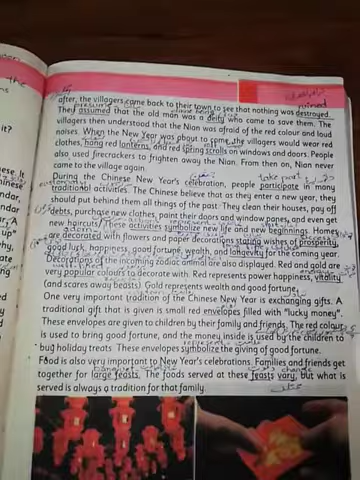 after, the villagers came back to their town to see that nothing was destroyed.
ruined
They assumed that the old man was a deity who came to save them. The
villagers then understood that the Nian was afraid of the red colour and loud
noises. When the New Year was about to come, the villagers would wear red
clothes, hang red lanterns, and red spring scrolls on windows and doors. People
also used firecrackers to frighten away the Nian. From then on, Nian never
came to the village again.
take part
During the Chinese New Year's celebration, people participate in many
traditional activities. The Chinese believe that as they enter a new year, they
should put behind them all things of the past. They clean their houses, pay off
debts, purchase new clothes, paint their doors and window panes, and even get
new haircuts. These activities symbolize new life and new beginnings. Homes
are decorated with flowers and paper decorations stating wishes of prosperity,
good luck, happiness, good fortune, wealth, and longevity for the coming year.
Decorations of the incoming zodiac animal are also displayed. Red and gold are
very popular colours to decorate with. Red represents power, happiness, vitality
(and scares away beasts). Gold represents wealth and good fortune.
One very important tradition of the Chinese New Year is exchanging gifts. A
traditional gift that is given is small red envelopes filled with "lucky money".
These envelopes are given to children by their family and friends. The red colour
is used to bring good fortune, and the money inside is used by the children to
buy holiday treats. These envelopes symbolize the giving of good fortune.
Food is also very important to New Year's celebrations. Families and friends get
together for large feasts. The foods served at these feasts vary, but what is
served is always a tradition for that family.